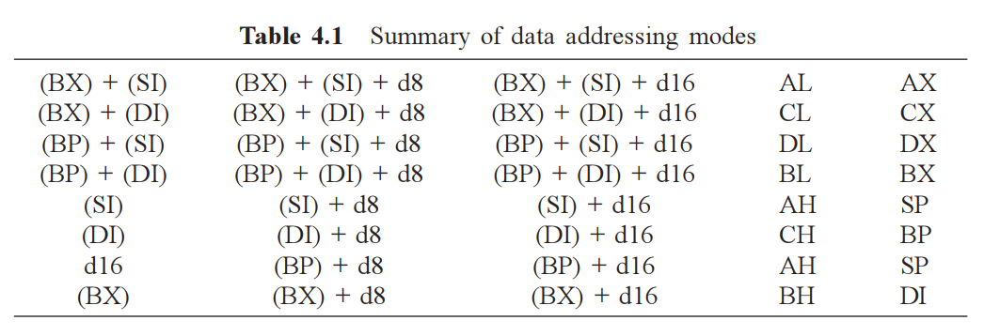 Table 4.1 Summary of data addressing modes
(BX) + (SI) (BX) + (SI) + d8 (BX) + (SI) + d16 AL AX
(BX) + (DI) (BX) + (DI) + d8 (BX) + (DI) + d16 CL CX
(BP) + (SI) (BP) + (SI) + d8 (BP) + (SI) + d16 DL DX
(BP) + (DI) (BP) + (DI) + d8 (BP) + (DI) + d16 BL BX
(SI) (SI) + d8 (SI) + d16 AH SP
(DI) (DI) + d8 (DI) + d16 CH BP
d16 (BP) + d8 (BP) + d16 AH SP
(BX) (BX) + d8 (BX) + d16 BH DI